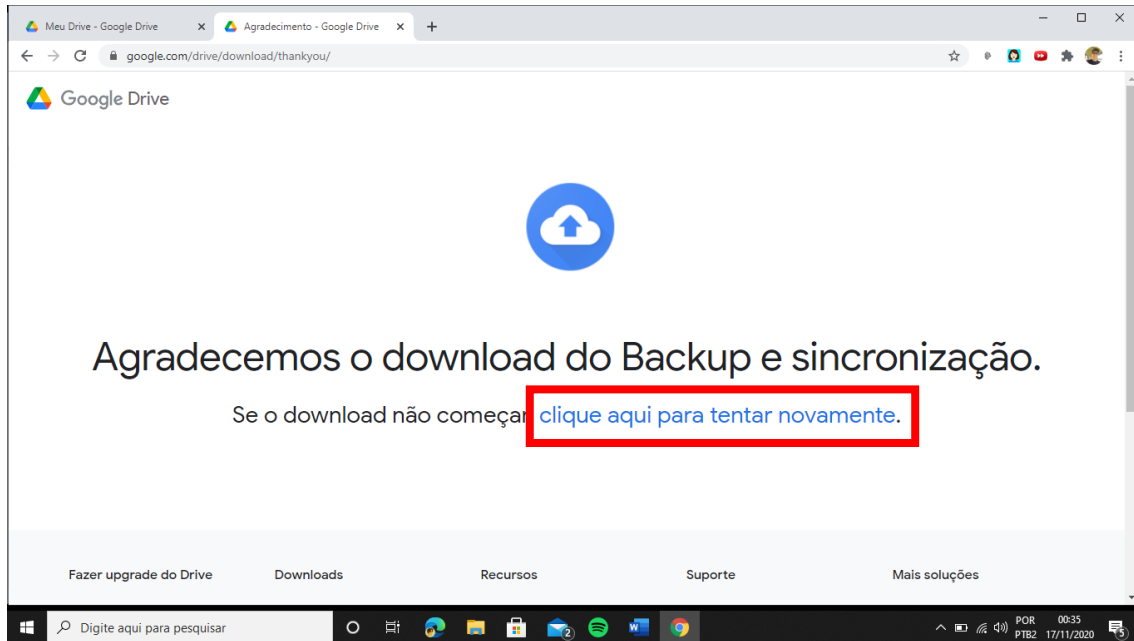 Meu Drive - Google Drive
Agradecimento - Google Drive
google.com/drive/download/thankyou/
Google Drive
Agradecemos o download do Backup e sincronização.
Se o download não começar clique aqui para tentar novamente.
Fazer upgrade do Drive Downloads Recursos Suporte Mais soluções
Digite aqui para pesquisar
2
W
POR
PTB2
00:35
17/11/2020
5